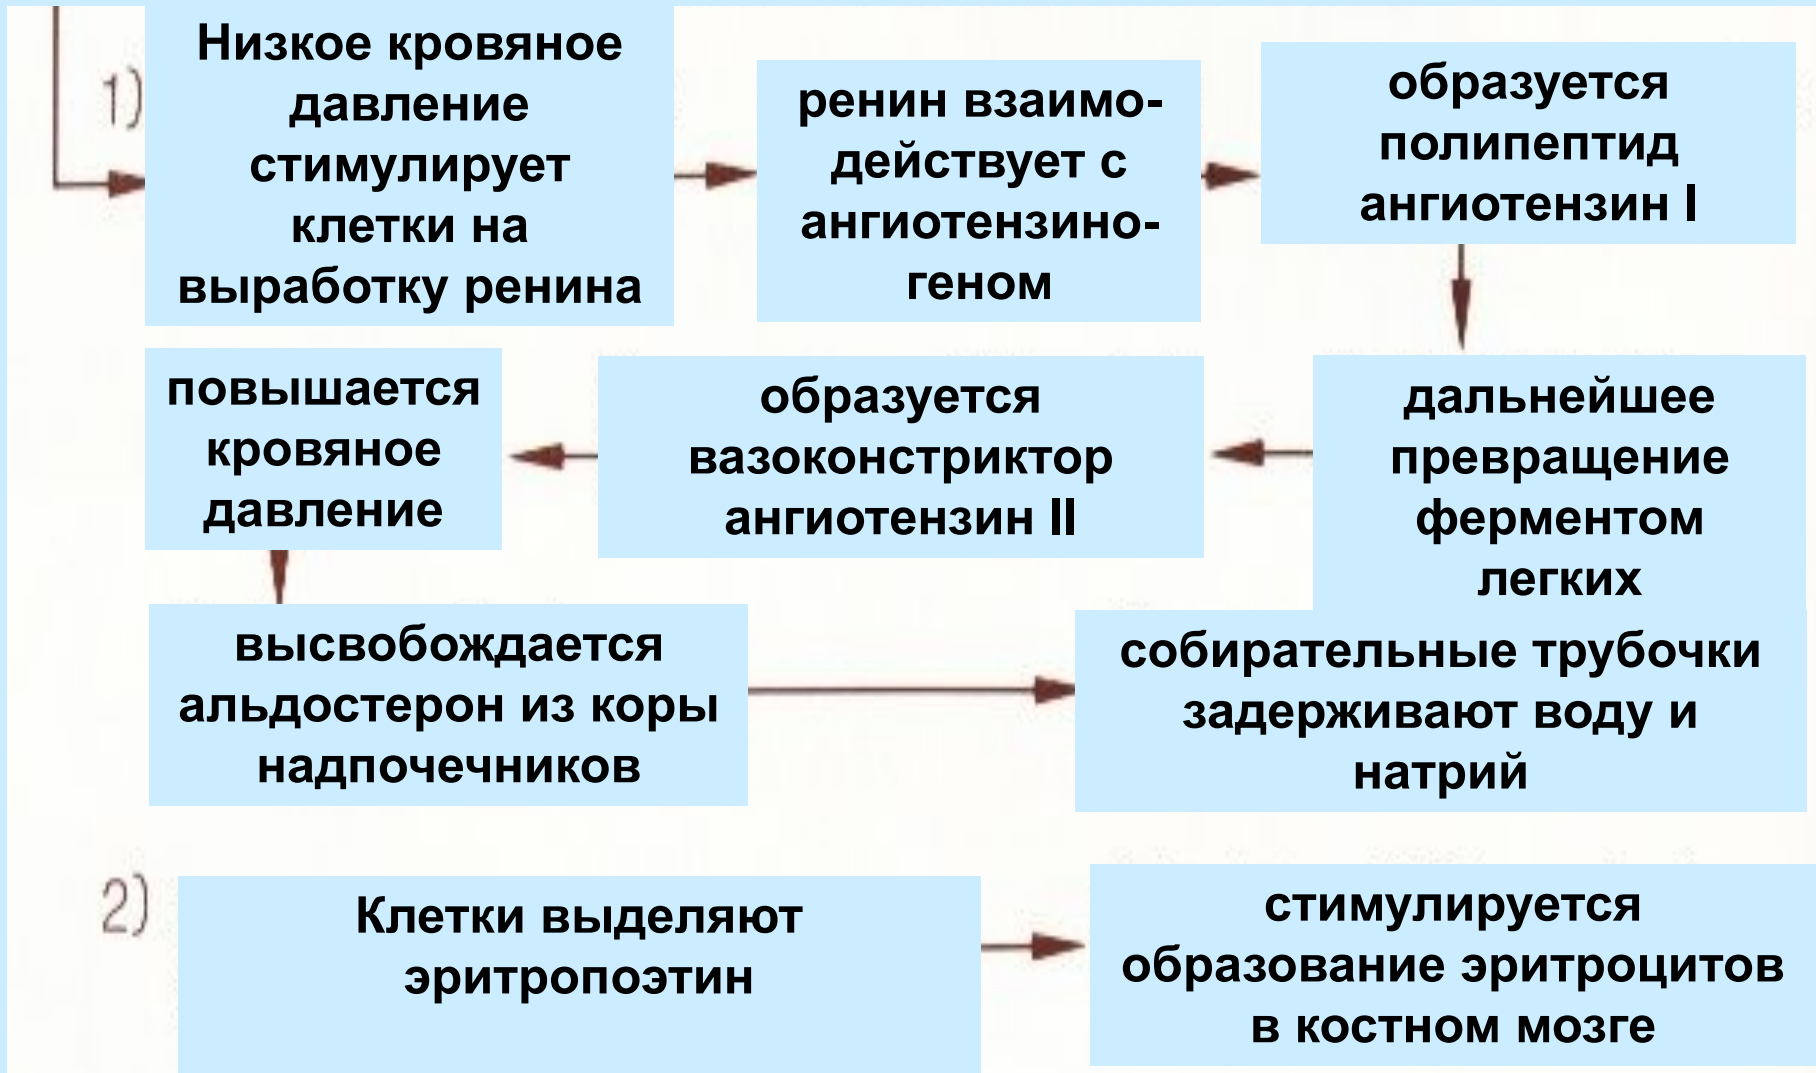 1)
Низкое кровяное
давление
стимулирует
клетки на
выработку ренина
ренин взаимо-
действует с
ангиотензино-
геном
образуется
полипептид
ангиотензин I
дальнейшее
превращение
ферментом
легких
образуется
вазоконстриктор
ангиотензин II
повышается
кровяное
давление
высвобождается
альдостерон из коры
надпочечников
собирательные трубочки
задерживают воду и
натрий
2)
Клетки выделяют
эритропоэтин
стимулируется
образование эритроцитов
в костном мозге